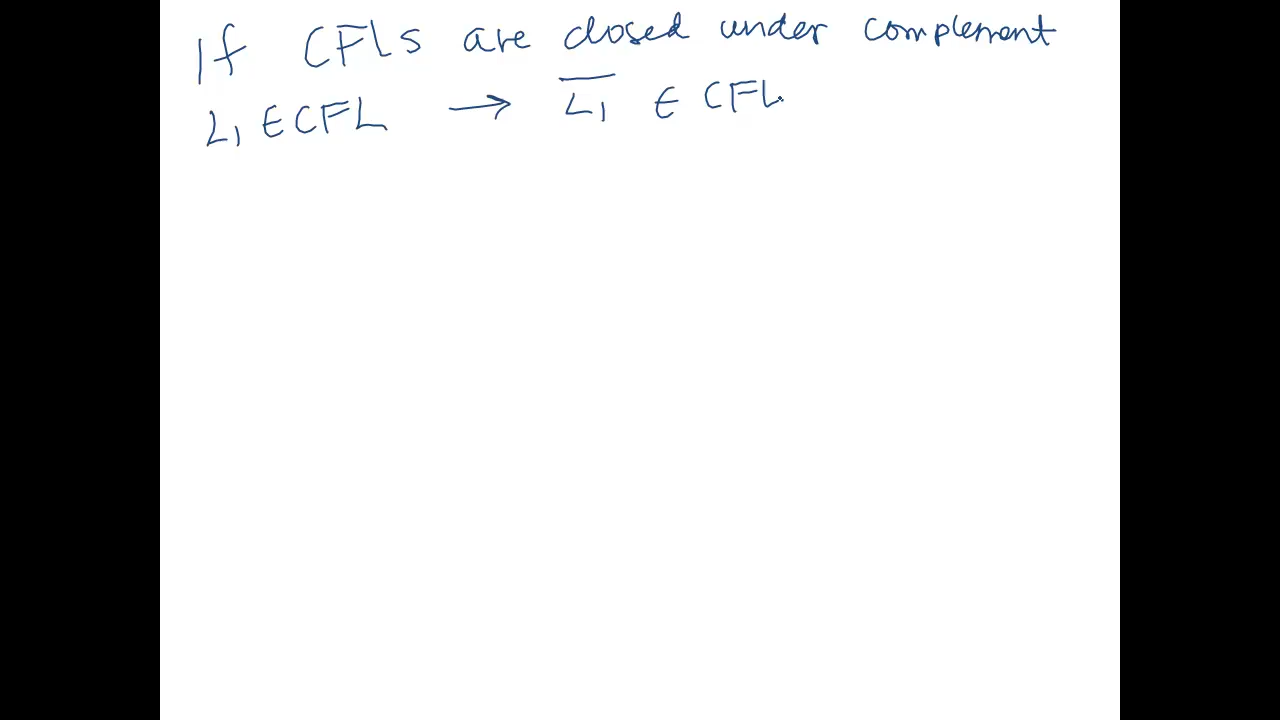 If CFLs are closed under complement
L₁ ∈ CFL → L̅₁ ∈ CFL